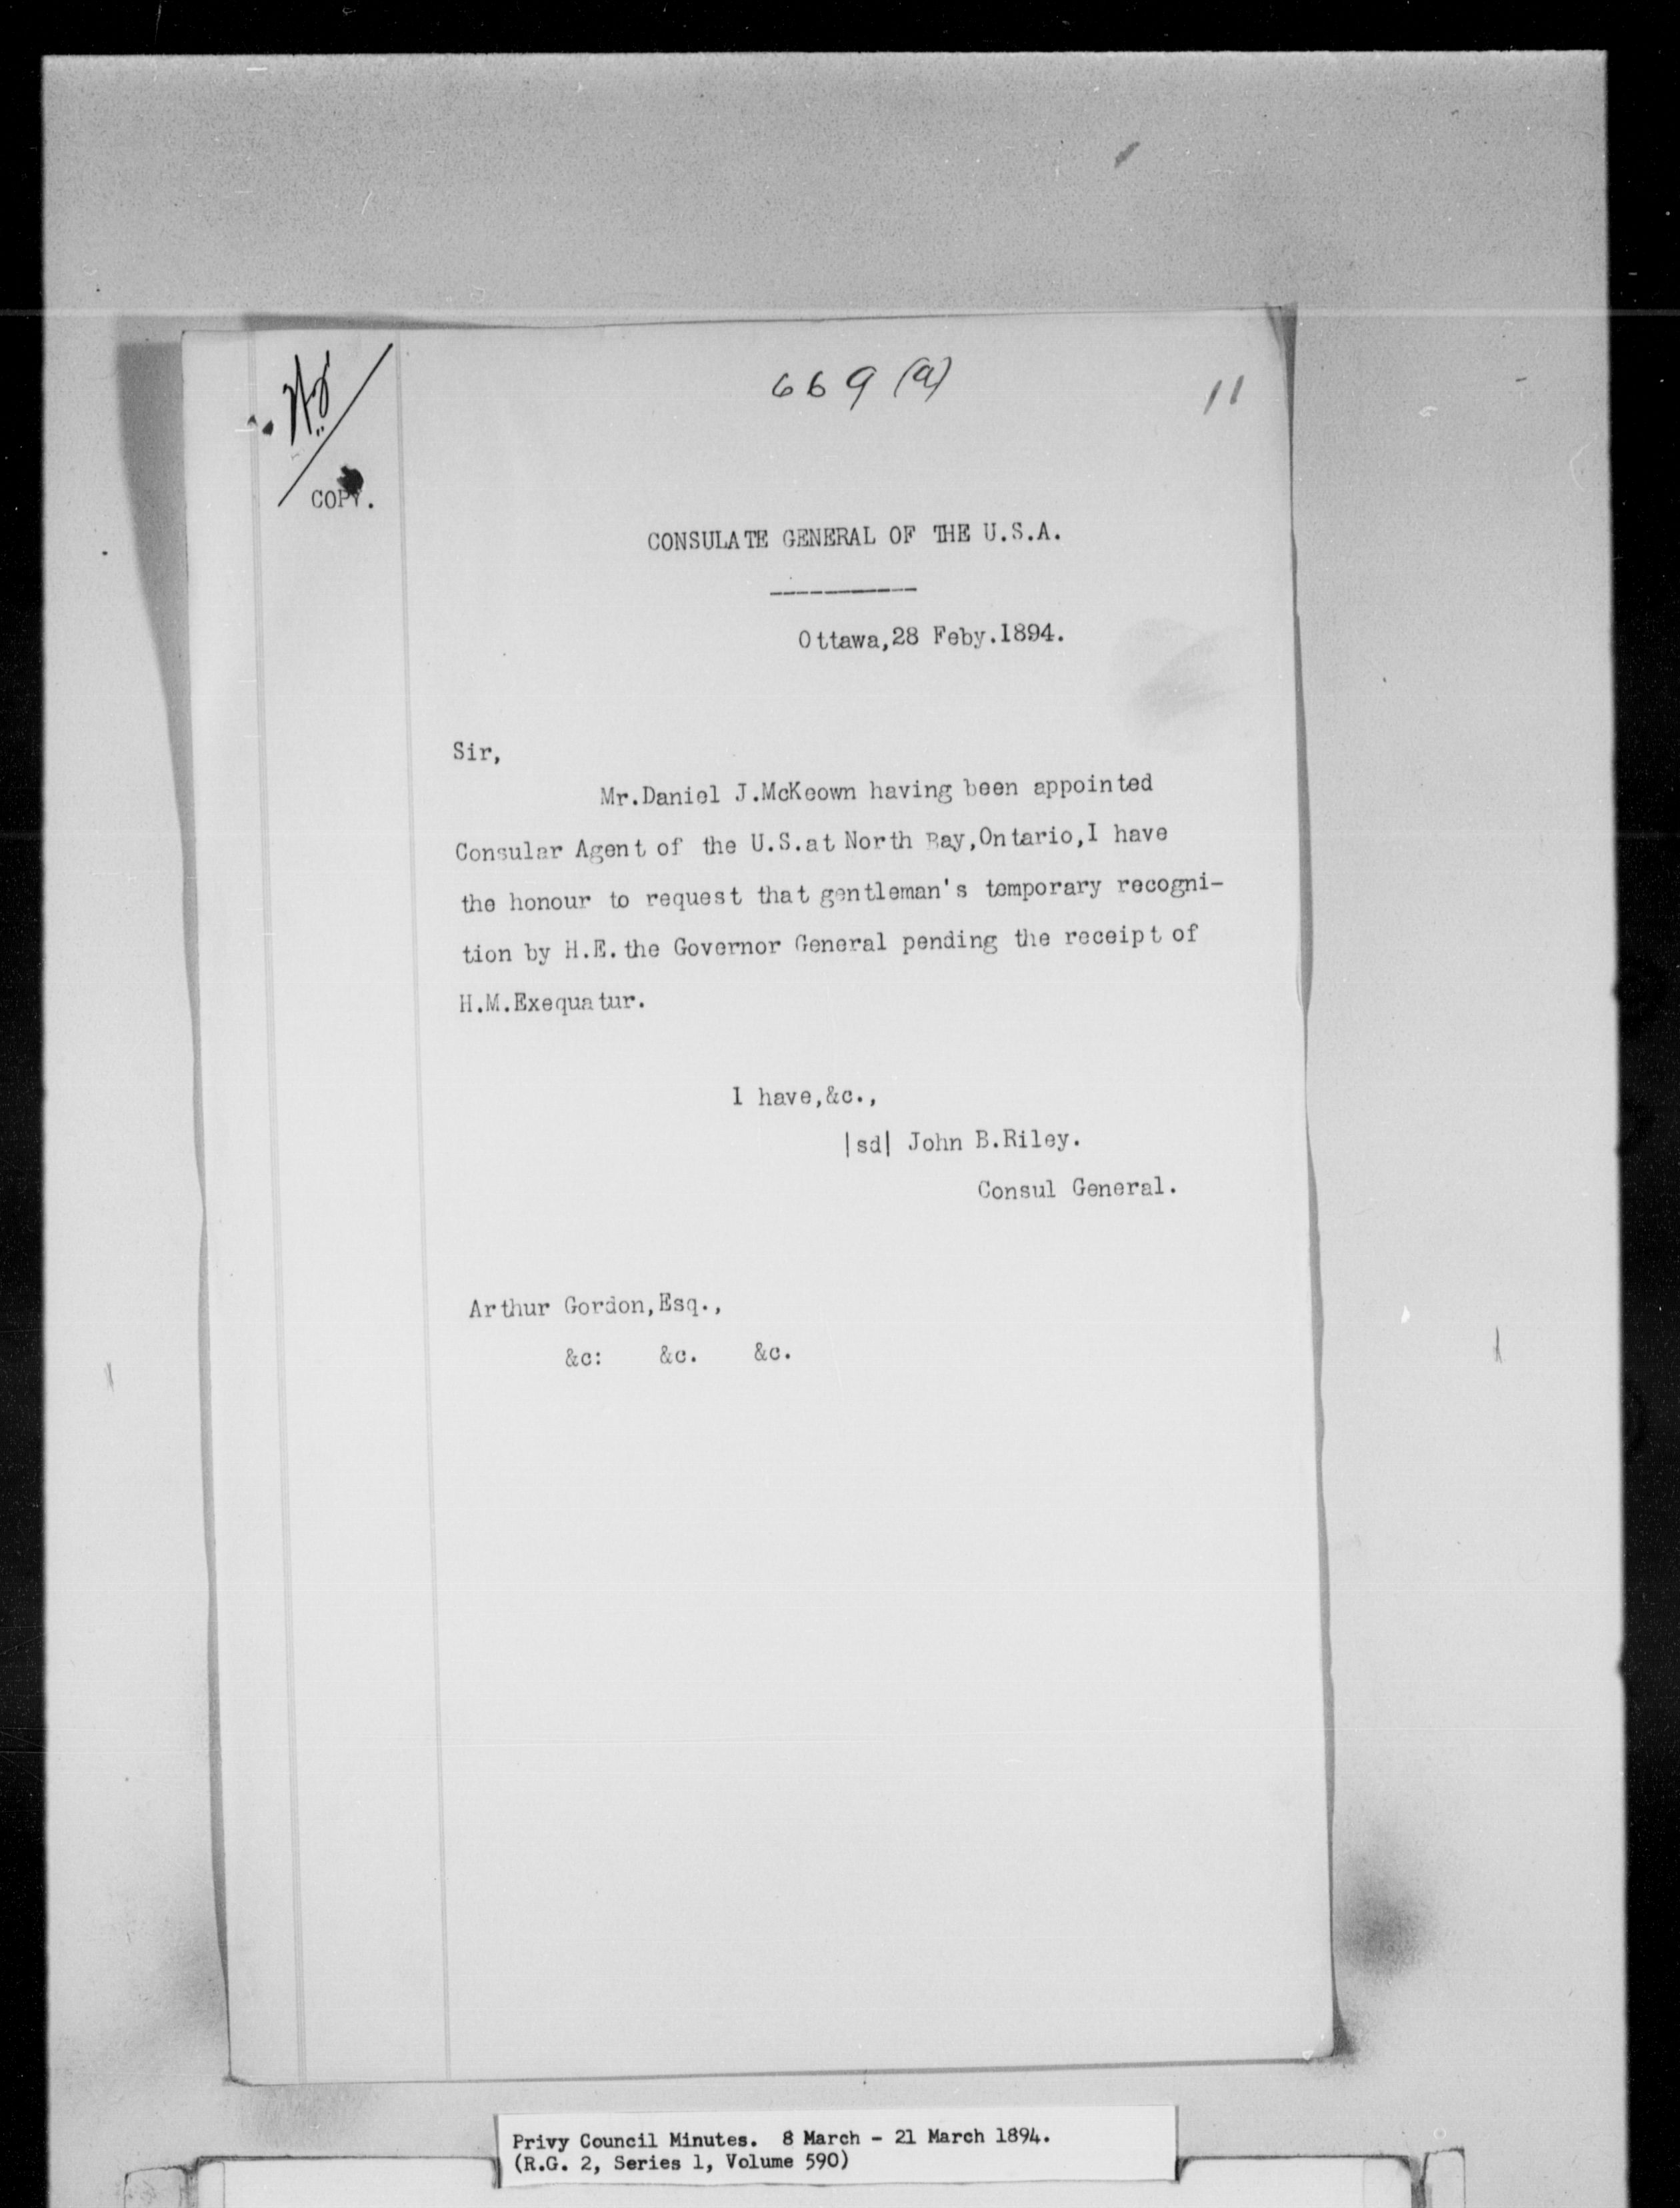 669 (a)
11
COPY.
CONSULATE GENERAL OF THE U.S.A.
Ottawa,28 Feby.1894.
Sir,
Mr.Daniel J.McKeown having been appointed
Consular Agent of the U.S.at North Bay,Ontario,I have
the honour to request that gentleman's temporary recogni-
tion by H.E.the Governor General pending the receipt of
H.M.Exequatur.
I have,&c.,
|sd| John B.Riley.
Consul General.
Arthur Gordon,Esq.,
&c: &c. &c.
Privy Council Minutes. 8 March - 21 March 1894.
(R.G. 2, Series 1, Volume 590)